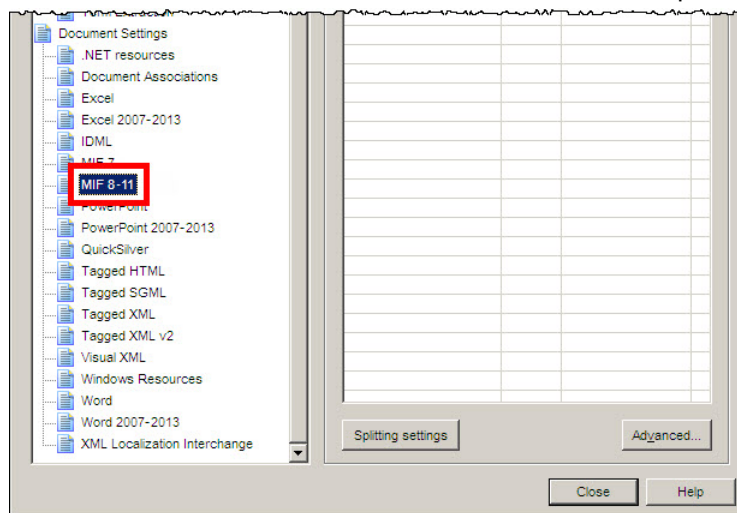 Document Settings
.NET resources
Document Associations
Excel
Excel 2007-2013
IDML
MIF 7
MIF 8-11
PowerPoint
PowerPoint 2007-2013
QuickSilver
Tagged HTML
Tagged SGML
Tagged XML
Tagged XML v2
Visual XML
Windows Resources
Word
Word 2007-2013
XML Localization Interchange
Splitting settings
Advanced...
Close
Help